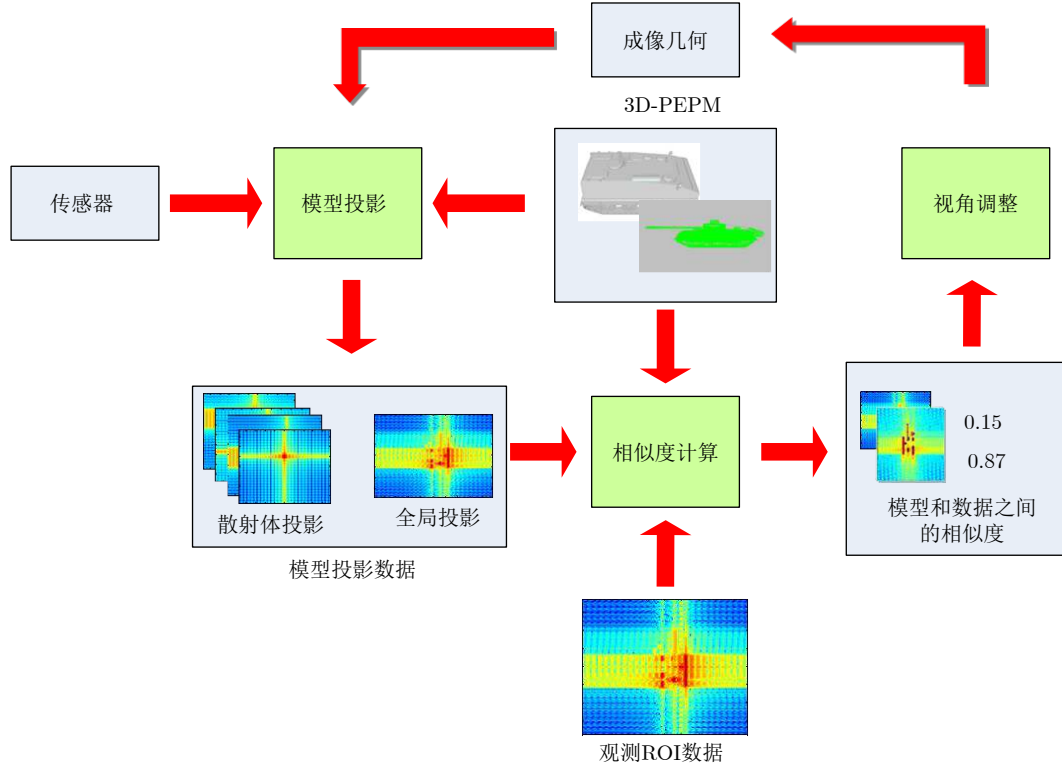 成像几何
3D-PEPM
传感器
模型投影
视角调整
散射体投影
全局投影
模型投影数据
相似度计算
0.15
0.87
模型和数据之间
的相似度
观测ROI数据